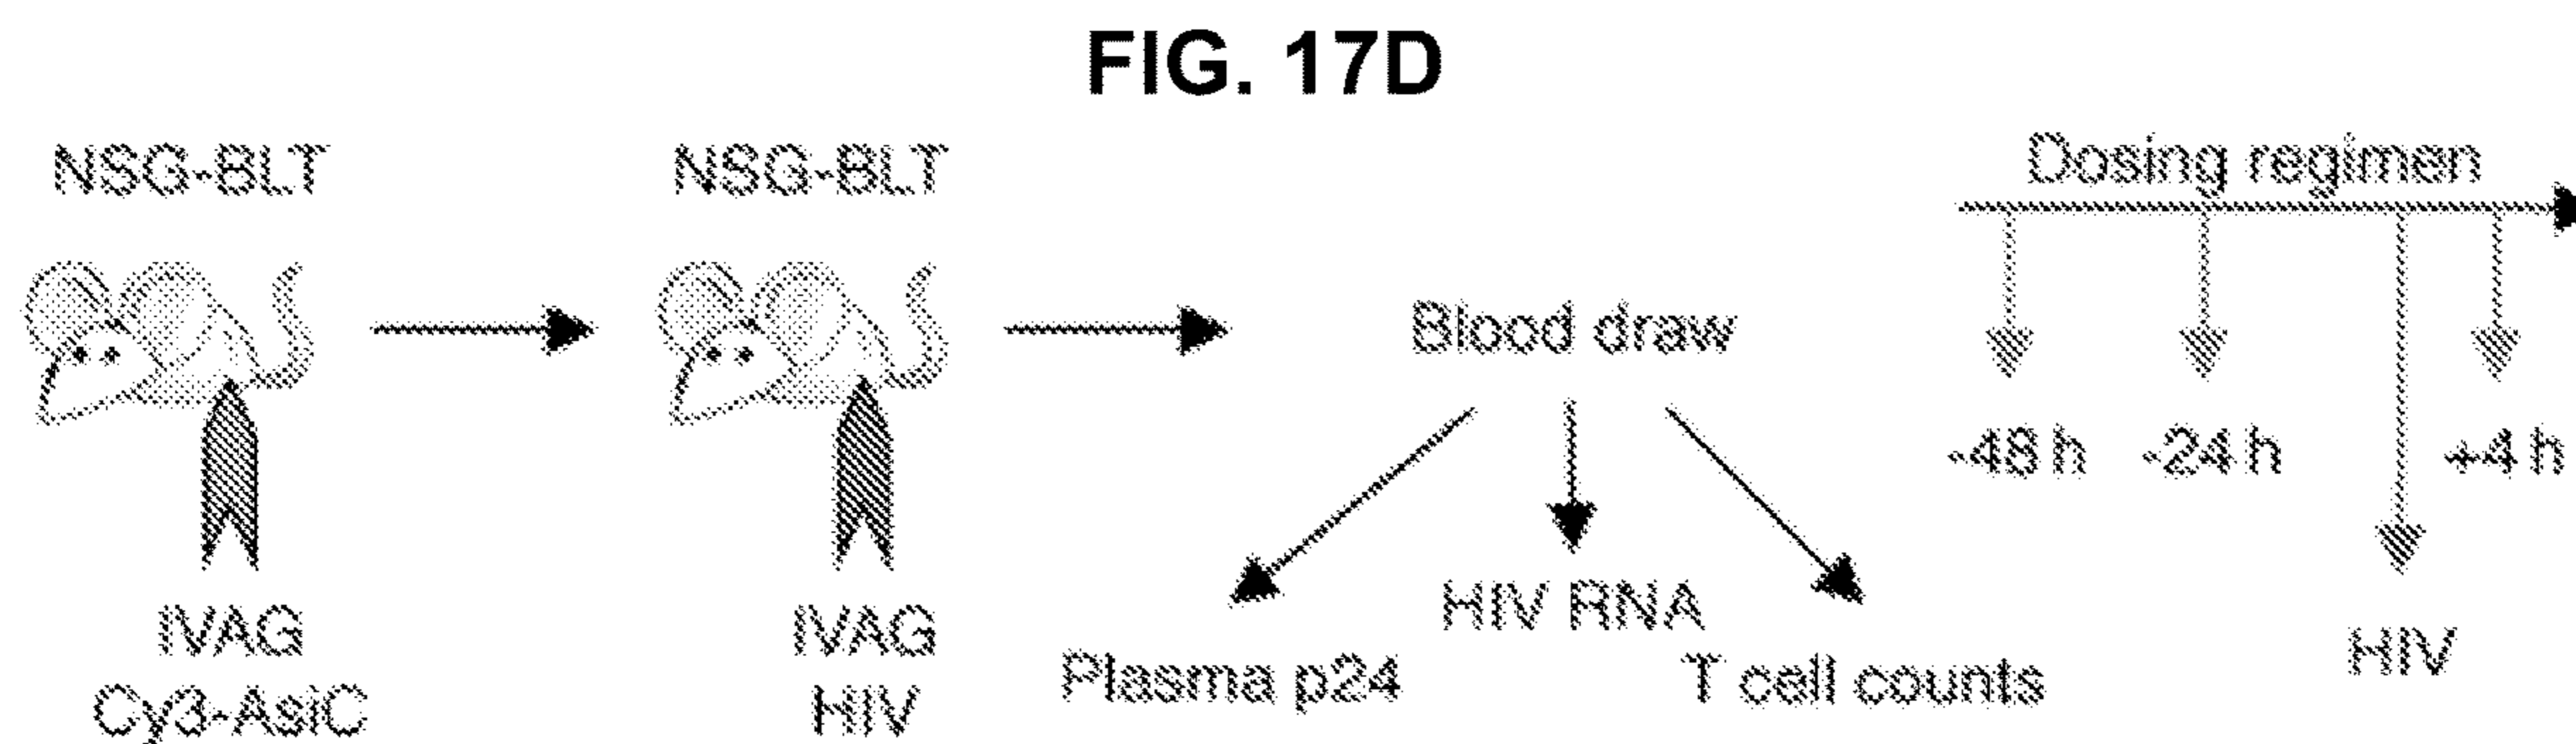 FIG. 17D
NSG-BLT
IVAG
Cy3-AsiC
NSG-BLT
IVAG
HIV
Blood draw
Plasma p24
HIV RNA
T cell counts
Dosing regimen
-48 h
-24 h
+4 h
HIV